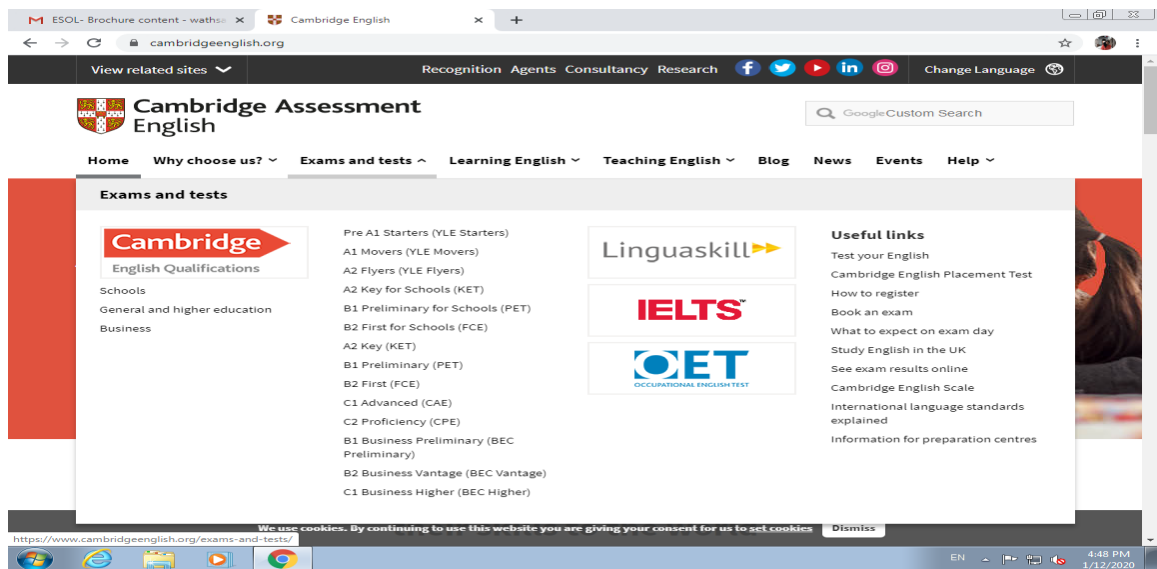 ESOL- Brochure content - wathsa
Cambridge English
cambridgeenglish.org
View related sites
Recognition Agents Consultancy Research
Change Language
Cambridge Assessment
English
Google Custom Search
Home Why choose us? Exams and tests Learning English Teaching English Blog News Events Help
Exams and tests
Cambridge
English Qualifications
Schools
General and higher education
Business
Pre A1 Starters (YLE Starters)
A1 Movers (YLE Movers)
A2 Flyers (YLE Flyers)
A2 Key for Schools (KET)
B1 Preliminary for Schools (PET)
B2 First for Schools (FCE)
A2 Key (KET)
B1 Preliminary (PET)
B2 First (FCE)
C1 Advanced (CAE)
C2 Proficiency (CPE)
B1 Business Preliminary (BEC
Preliminary)
B2 Business Vantage (BEC Vantage)
C1 Business Higher (BEC Higher)
Linguaskill
IELTS™
OET
OCCUPATIONAL ENGLISH TEST
Useful links
Test your English
Cambridge English Placement Test
How to register
Book an exam
What to expect on exam day
Study English in the UK
See exam results online
Cambridge English Scale
International language standards
explained
Information for preparation centres
We use cookies. By continuing to use this website you are giving your consent for us to set cookies
Dismiss
their skills to the world
https://www.cambridgeenglish.org/exams-and-tests/
EN
4:48 PM
1/12/2020